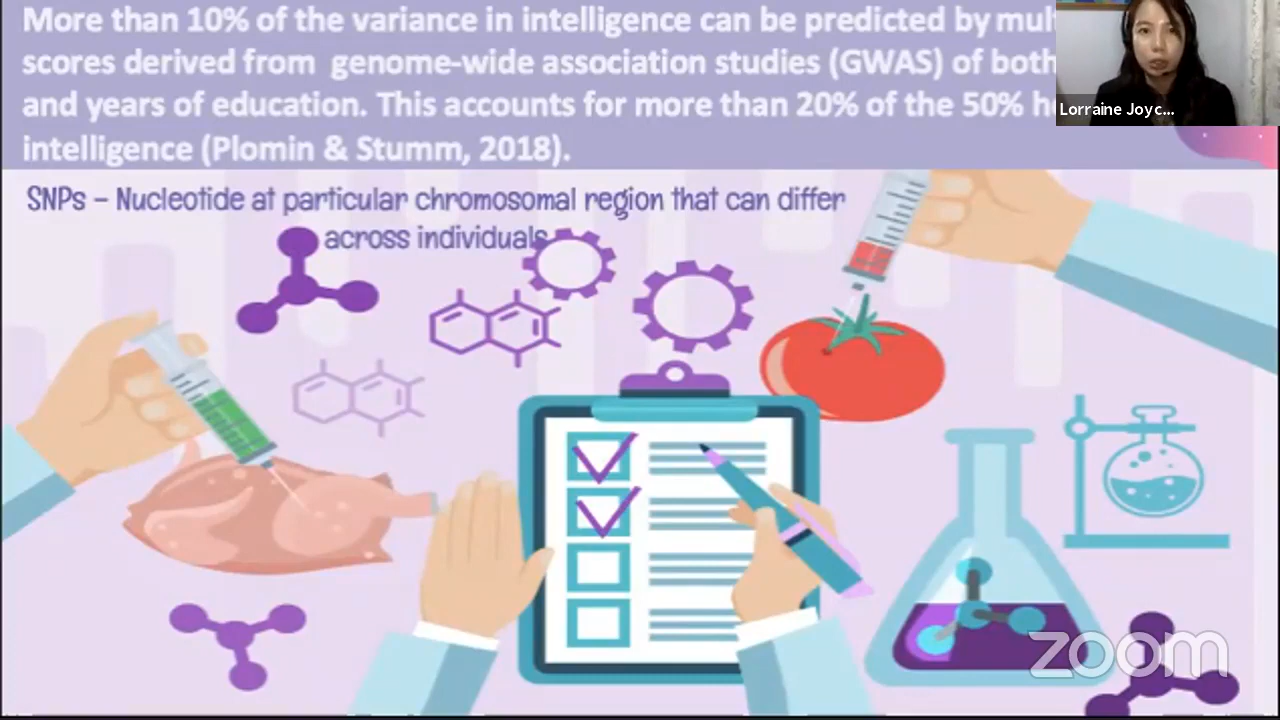 More than 10% of the variance in intelligence can be predicted by
scores derived from genome-wide association studies (GWAS) of both
and years of education. This accounts for more than 20% of the 50%
intelligence (Plomin & Stumm, 2018).
Lorraine Joyc...
SNPs – Nucleotide at particular chromosomal region that can differ
across individuals
zoom